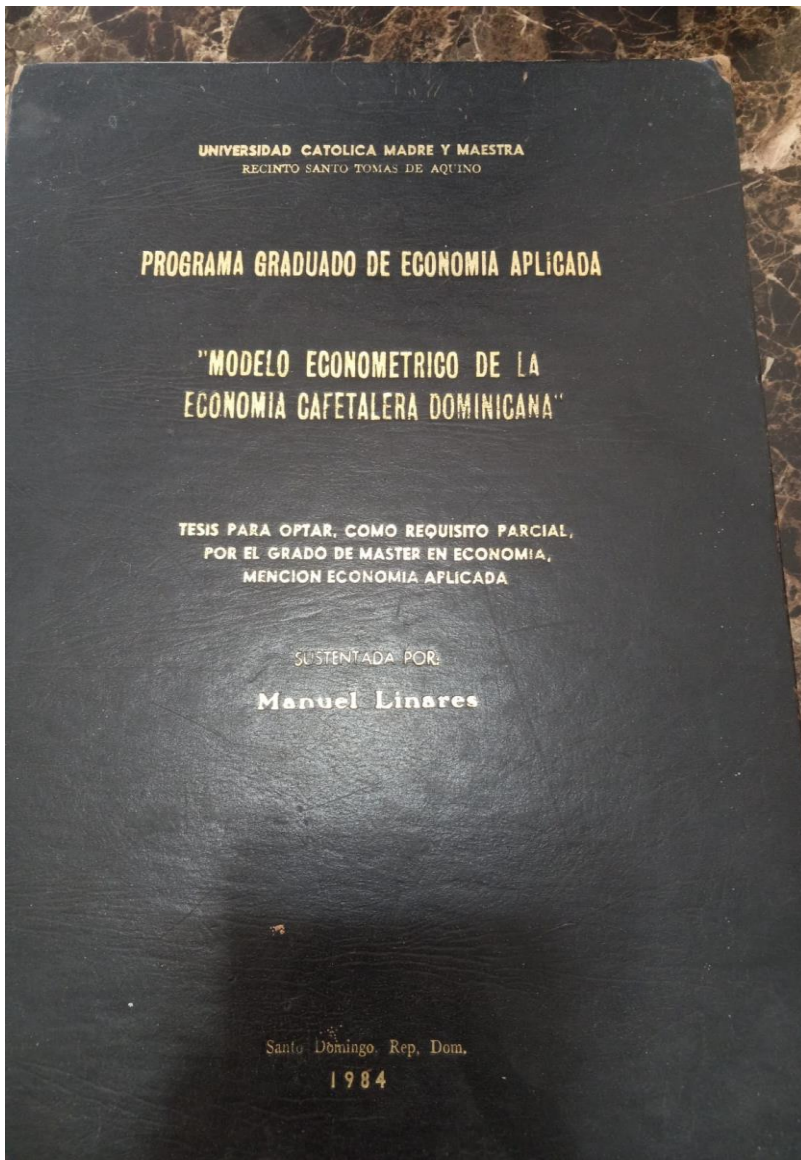 UNIVERSIDAD CATOLICA MADRE Y MAESTRA
RECINTO SANTO TOMAS DE AQUINO
PROGRAMA GRADUADO DE ECONOMIA APLICADA
"MODELO ECONOMETRICO DE LA
ECONOMIA CAFETALERA DOMINICANA"
TESIS PARA OPTAR, COMO REQUISITO PARCIAL,
POR EL GRADO DE MASTER EN ECONOMIA,
MENCION ECONOMIA APLICADA
SUSTENTADA POR:
Manuel Linares
Santo Domingo, Rep, Dom.
1984